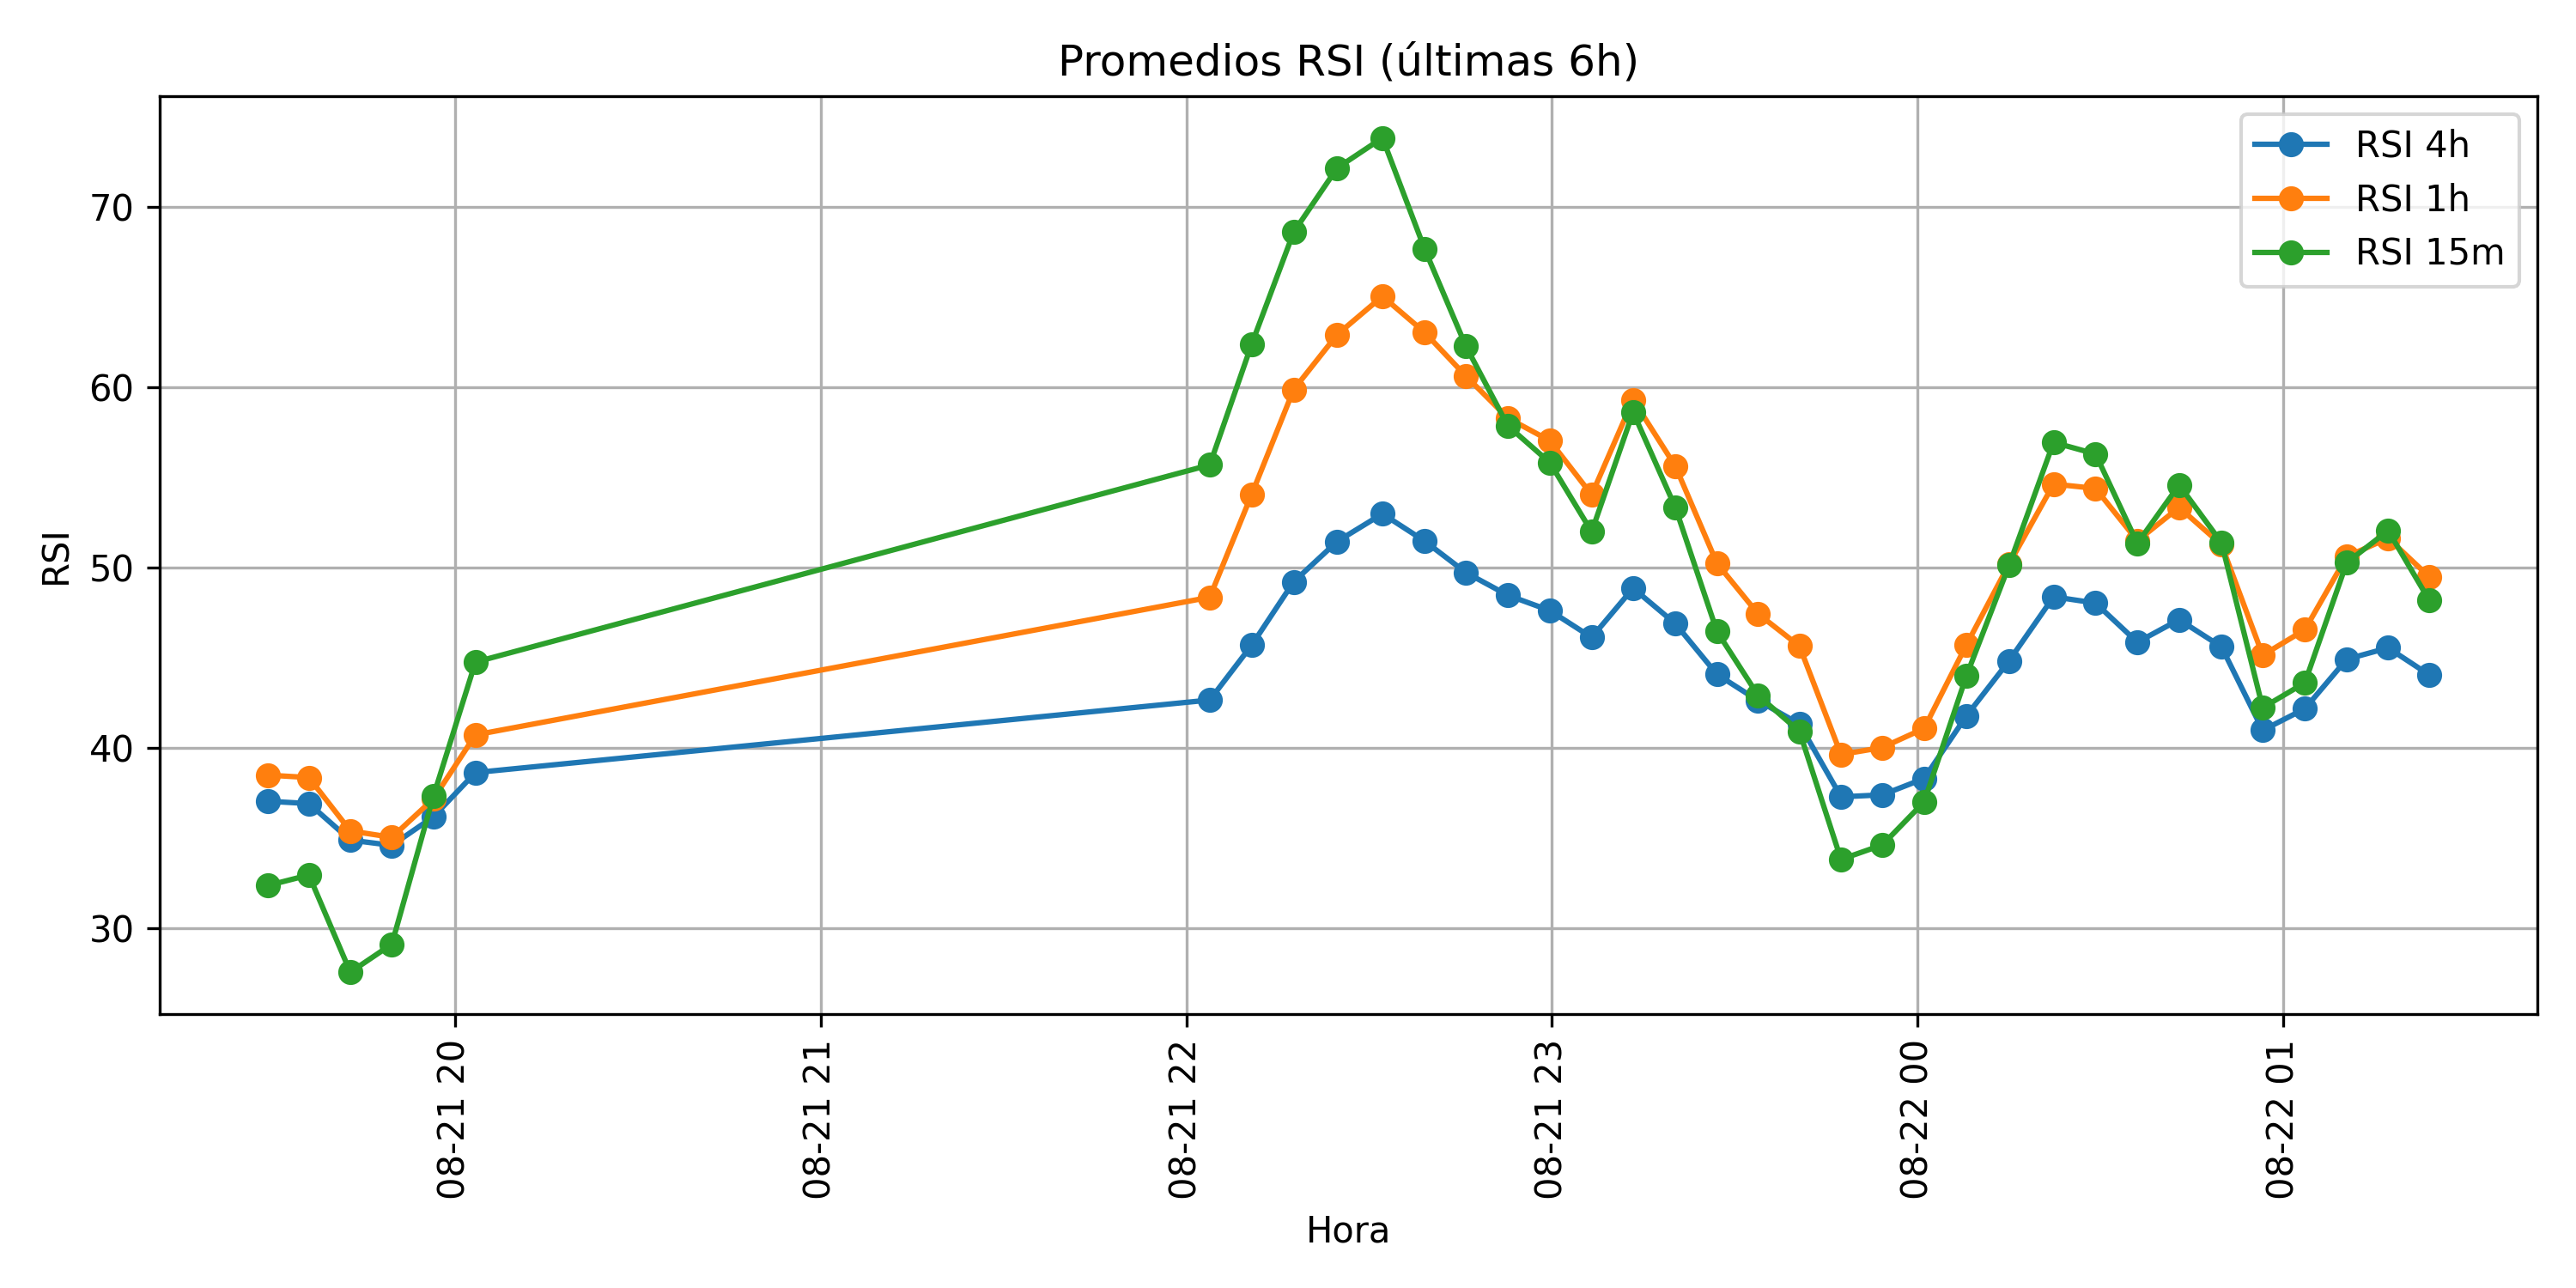 Promedios RSI (últimas 6h)
RSI 4h
RSI 1h
RSI 15m
RSI
70
60
50
40
30
08-21 20
08-21 21
08-21 22
08-21 23
08-22 00
08-22 01
Hora